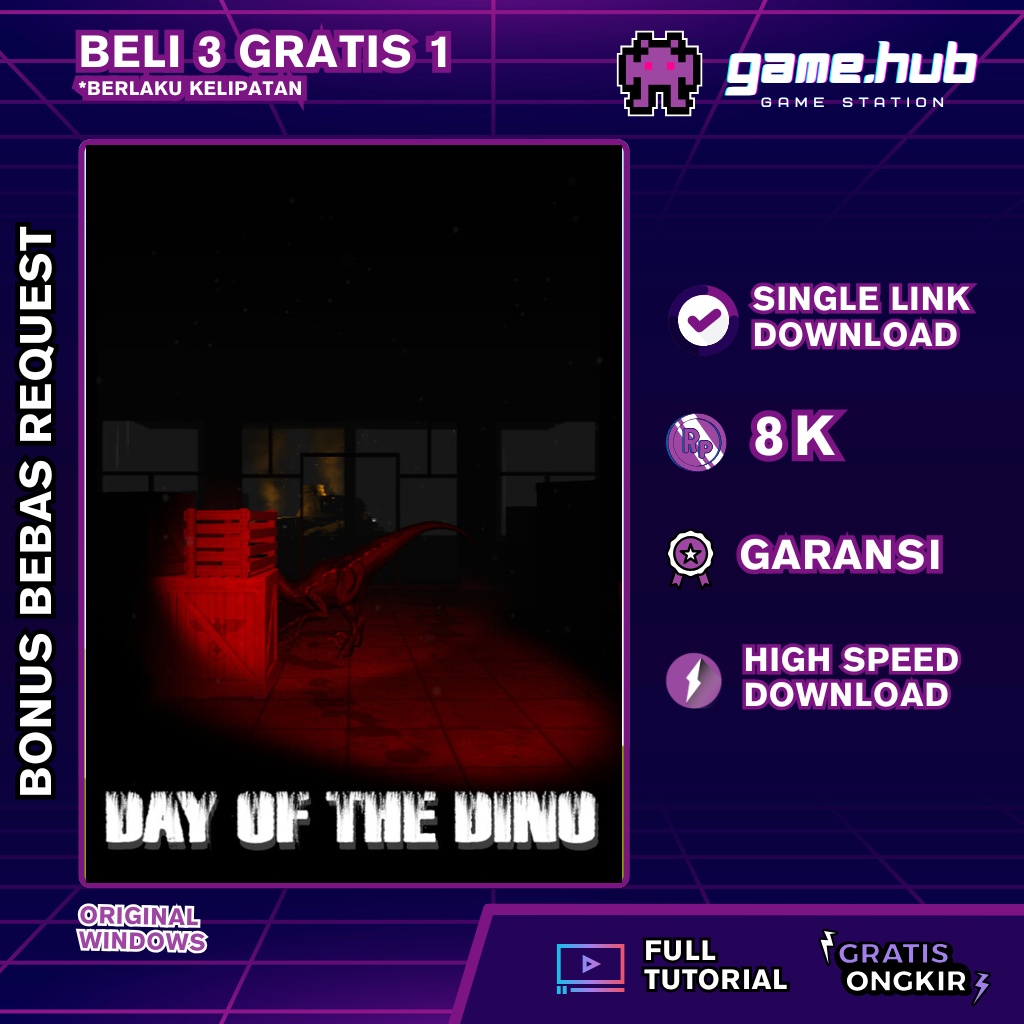 BELI 3 GRATIS 1
*BERLAKU KELIPATAN
game.hub
GAME STATION
BONUS BEBAS REQUEST
SINGLE LINK
DOWNLOAD
Rp
8K
GARANSI
HIGH SPEED
DOWNLOAD
DAY OF THE DINO
ORIGINAL
WINDOWS
FULL
TUTORIAL
GRATIS
ONGKIR